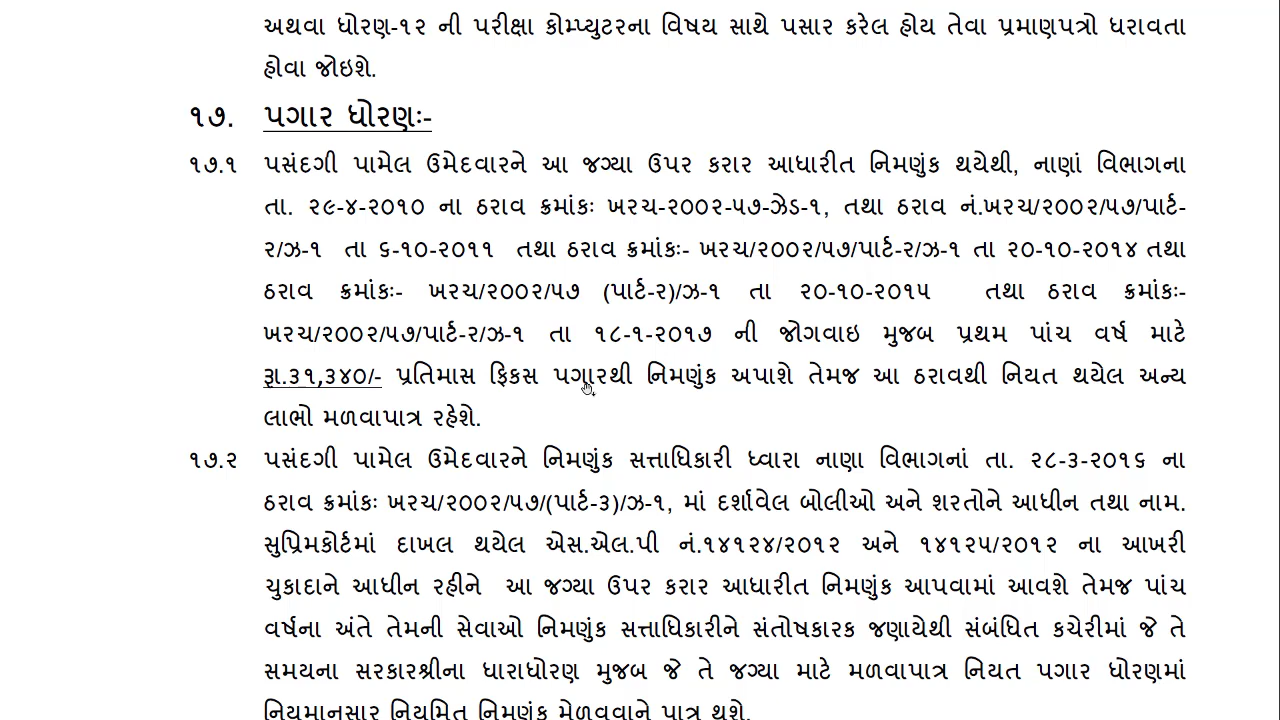 અથવા ધોરણ-૧૨ ની પરીક્ષા કોમ્પ્યુટરના વિષય સાથે પસાર કરેલ હોય તેવા પ્રમાણપત્રો ધરાવતા
હોવા જોઇશે.
૧૭. પગાર ધોરણઃ-
૧૭.૧ પસંદગી પામેલ ઉમેદવારને આ જગ્યા ઉપર કરાર આધારીત નિમણુંક થયેથી, નાણાં વિભાગના
તા. ૨૯-૪-૨૦૧૦ ના ઠરાવ ક્રમાંકઃ ખરચ-૨૦૦૨-૫૭-ઝેડ-૧, તથા ઠરાવ નં.ખરચ/૨૦૦૨/૫૭/પાર્ટ-
૨/ઝ-૧ તા ૬-૧૦-૨૦૧૧ તથા ઠરાવ ક્રમાંકઃ- ખરચ/૨૦૦૨/૫૭/પાર્ટ-૨/ઝ-૧ તા ૨૦-૧૦-૨૦૧૪ તથા
ઠરાવ ક્રમાંકઃ- ખરચ/૨૦૦૨/૫૭ (પાર્ટ-૨)/ઝ-૧ તા ૨૦-૧૦-૨૦૧૫ તથા ઠરાવ ક્રમાંકઃ-
ખરચ/૨૦૦૨/૫૭/પાર્ટ-૨/ઝ-૧ તા ૧૮-૧-૨૦૧૭ ની જોગવાઇ મુજબ પ્રથમ પાંચ વર્ષ માટે
રૂા.૩૧,૩૪૦/- પ્રતિમાસ ફિકસ પગારથી નિમણુંક અપાશે તેમજ આ ઠરાવથી નિયત થયેલ અન્ય
લાભો મળવાપાત્ર રહેશે.
૧૭.૨ પસંદગી પામેલ ઉમેદવારને નિમણુંક સત્તાધિકારી ધ્વારા નાણા વિભાગનાં તા. ૨૮-૩-૨૦૧૬ ના
ઠરાવ ક્રમાંકઃ ખરચ/૨૦૦૨/૫૭/(પાર્ટ-૩)/ઝ-૧, માં દર્શાવેલ બોલીઓ અને શરતોને આધીન તથા નામ.
સુપ્રિમકોર્ટમાં દાખલ થયેલ એસ.એલ.પી નં.૧૪૧૨૪/૨૦૧૨ અને ૧૪૧૨૫/૨૦૧૨ ના આખરી
ચુકાદાને આધીન રહીને આ જગ્યા ઉપર કરાર આધારીત નિમણુંક આપવામાં આવશે તેમજ પાંચ
વર્ષના અંતે તેમની સેવાઓ નિમણુંક સત્તાધિકારીને સંતોષકારક જણાયેથી સંબંધિત કચેરીમાં જે તે
સમયના સરકારશ્રીના ધારાધોરણ મુજબ જે તે જગ્યા માટે મળવાપાત્ર નિયત પગાર ધોરણમાં
નિયમાનુસાર નિયમિત નિમણુંક મેળવવાને પાત્ર થશે.